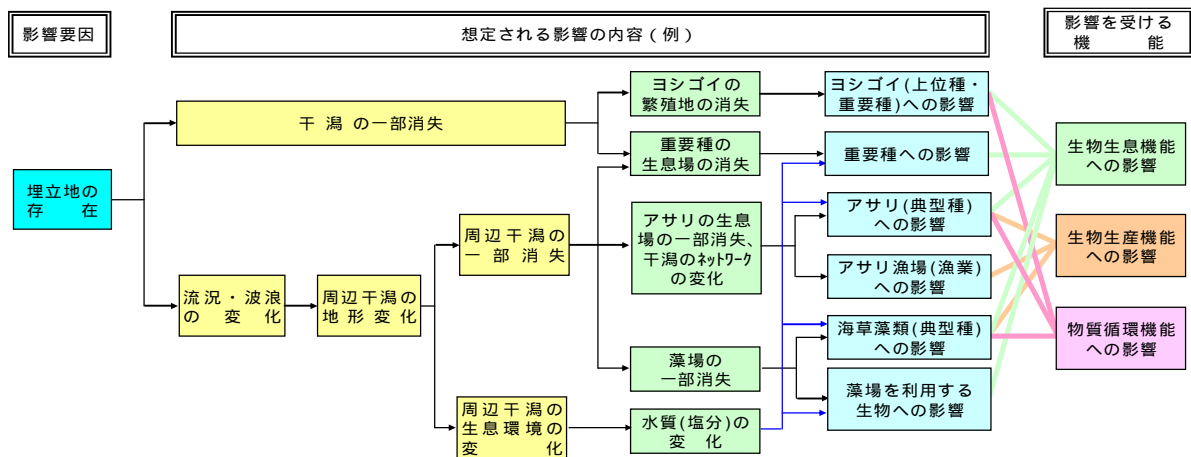 影響要因
想定される影響の内容(例)
影響を受ける
機能
ヨシゴイの
繁殖地の消失
ヨシゴイ(上位種・
重要種)への影響
干潟の一部消失
重要種の
生息場の消失
重要種への影響
生物生息機能
への影響
埋立地の
存在
アサリの生息
場の一部消失、
干潟のネットワーク
の変化
アサリ(典型種)
への影響
周辺干潟の
一部消失
生物生産機能
への影響
アサリ漁場(漁業)
への影響
流況・波浪
の変化
周辺干潟の
地形変化
海草藻類(典型種)
への影響
物質循環機能
への影響
藻場の
一部消失
藻場を利用する
生物への影響
周辺干潟の
生息環境の
変化
水質(塩分)の
変化